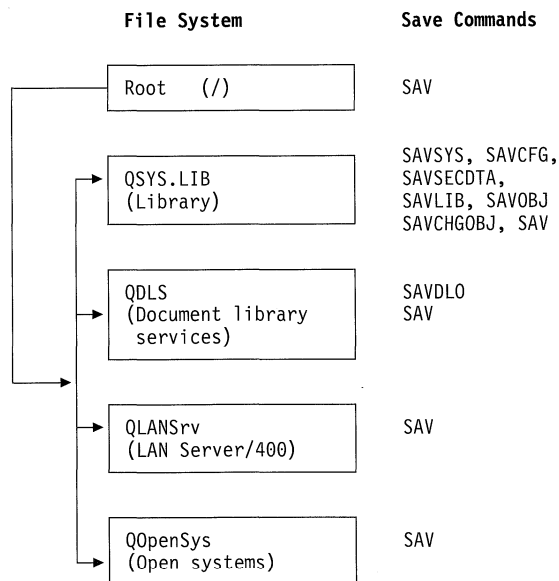 File System Save Commands
Root (/) SAV
QSYS.LIB
(Library)
SAVSYS, SAVCFG,
SAVSECDTA,
SAVLIB, SAVOBJ
SAVCHGOBJ, SAV
QDLS
(Document library
services)
SAVDLO
SAV
QLANSrv
(LAN Server/400)
SAV
QOpenSys
(Open systems)
SAV